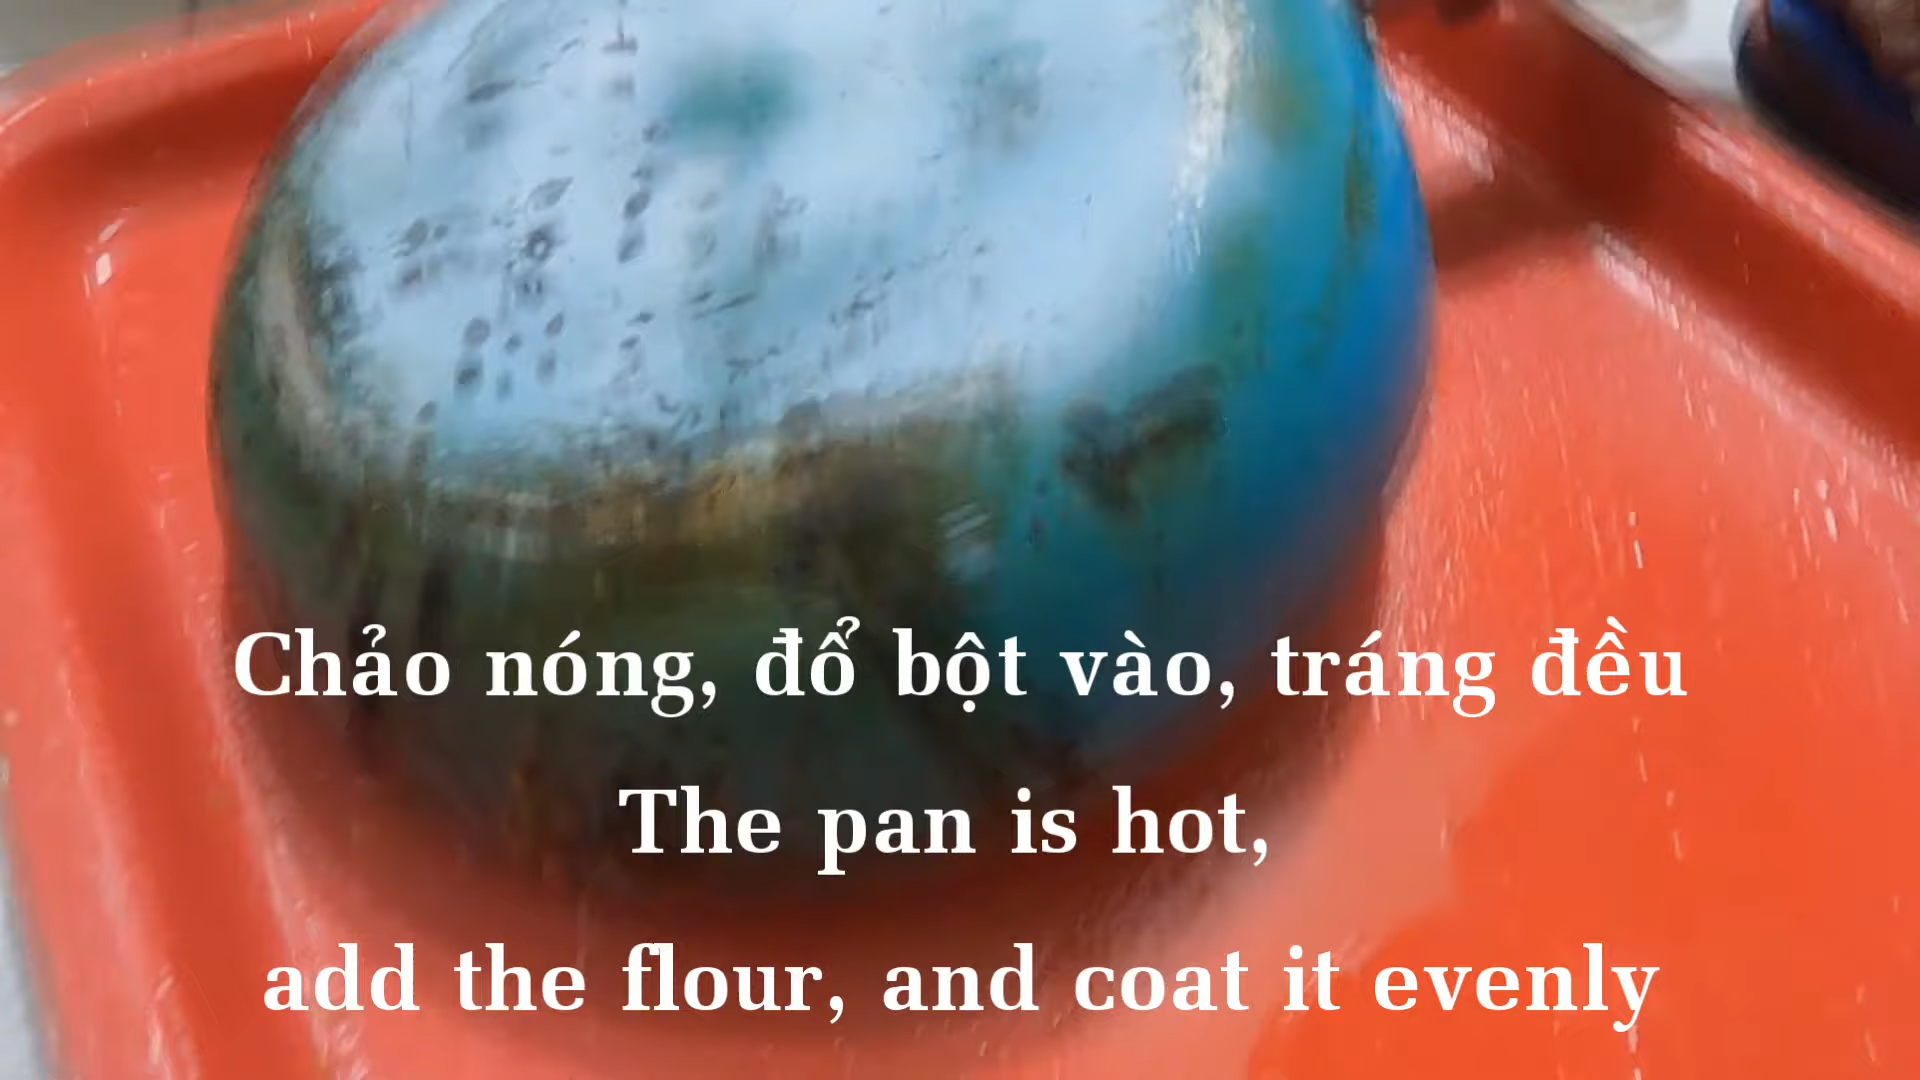 Chảo nóng, đổ bột vào, tráng đều
The pan is hot,
add the flour, and coat it evenly